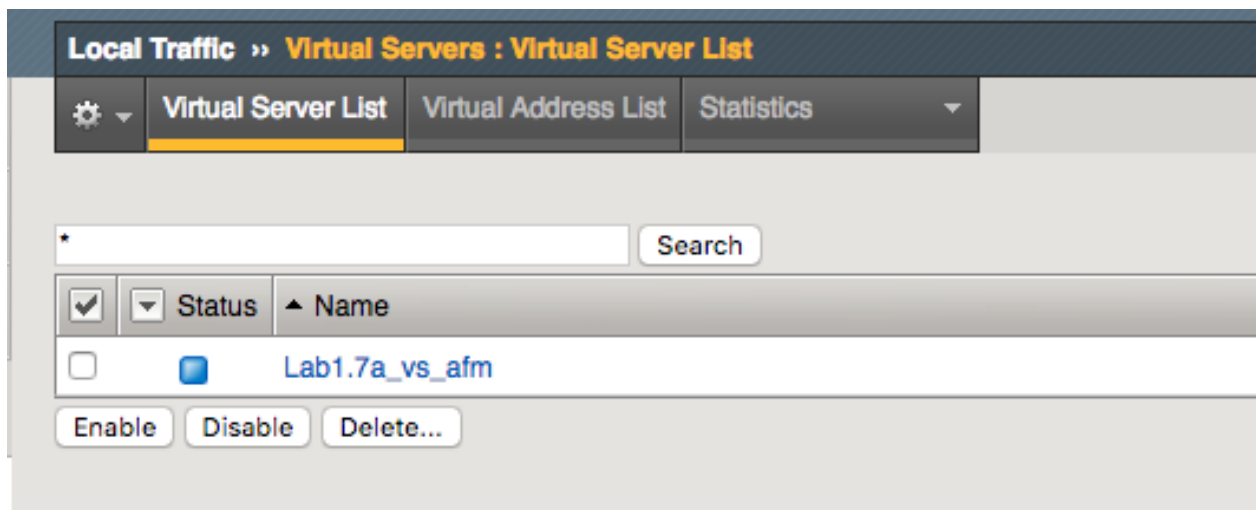 Local Traffic ›› Virtual Servers : Virtual Server List
Virtual Server List Virtual Address List Statistics
* Search
Status Name
Lab1.7a_vs_afm
Enable Disable Delete...